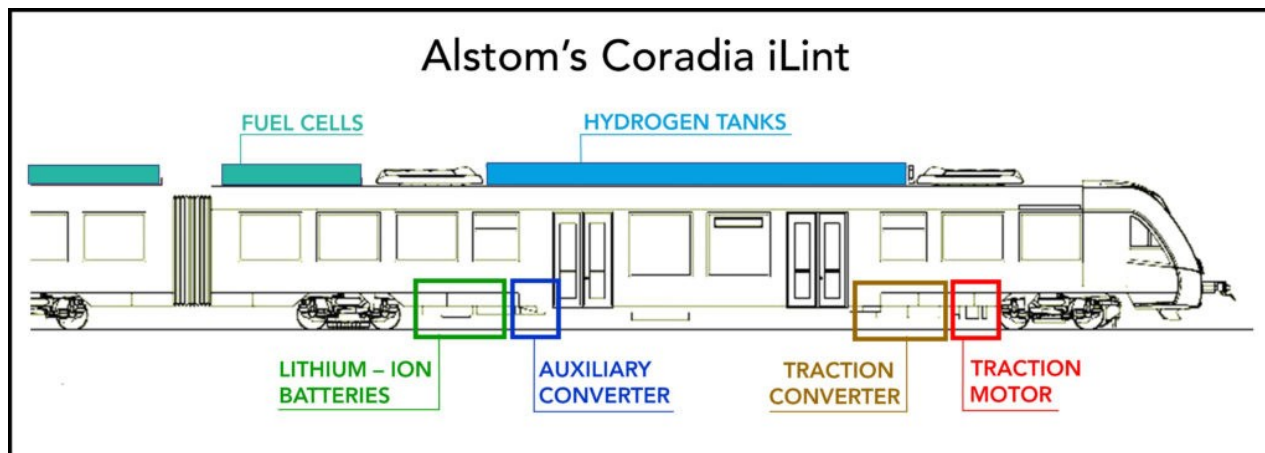 Alstom's Coradia iLint
FUEL CELLS
HYDROGEN TANKS
LITHIUM – ION
BATTERIES
AUXILIARY
CONVERTER
TRACTION
CONVERTER
TRACTION
MOTOR